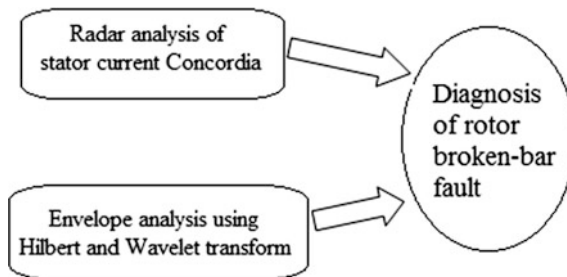 Radar analysis of
stator current Concordia
Diagnosis
of rotor
broken-bar
fault
Envelope analysis using
Hilbert and Wavelet transform